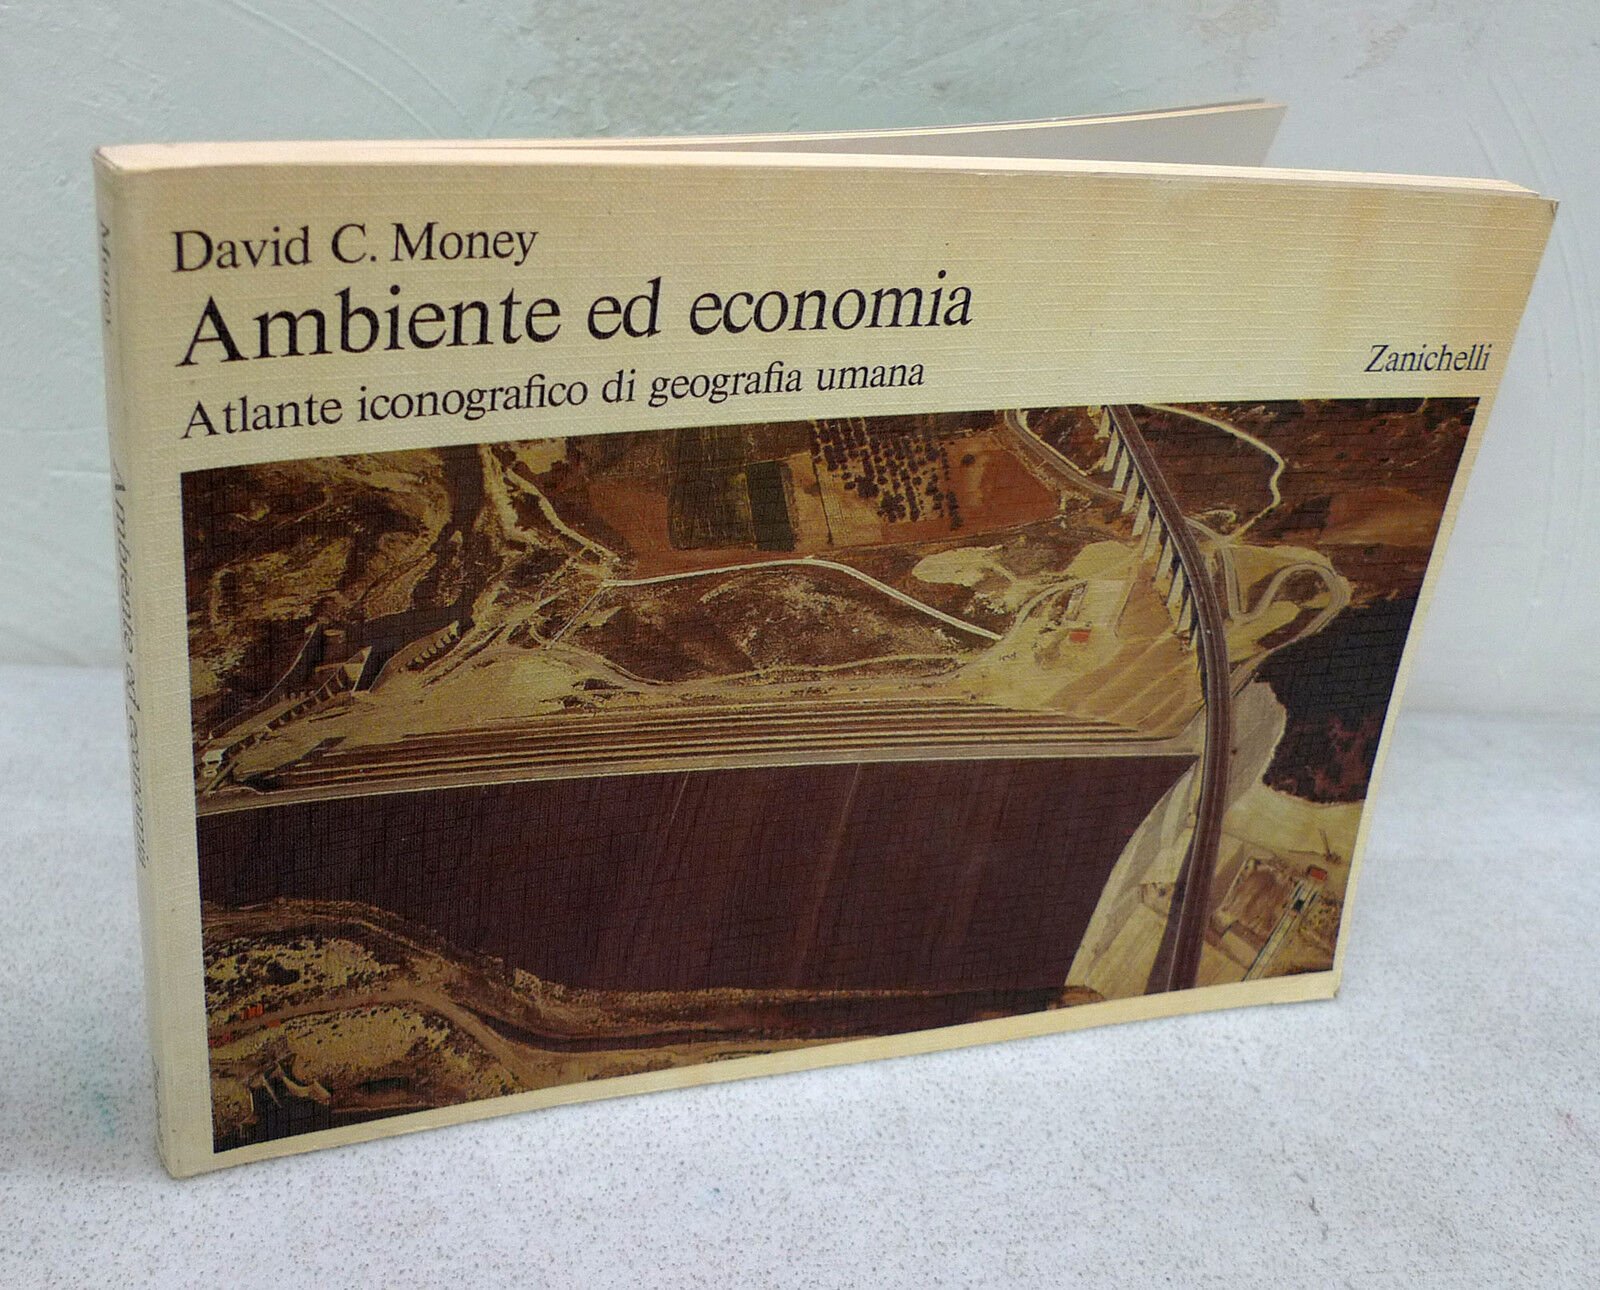 David C. Money
Ambiente ed economia
Atlante iconografico di geografia umana
Zanichelli
Money
Ambiente ed economia